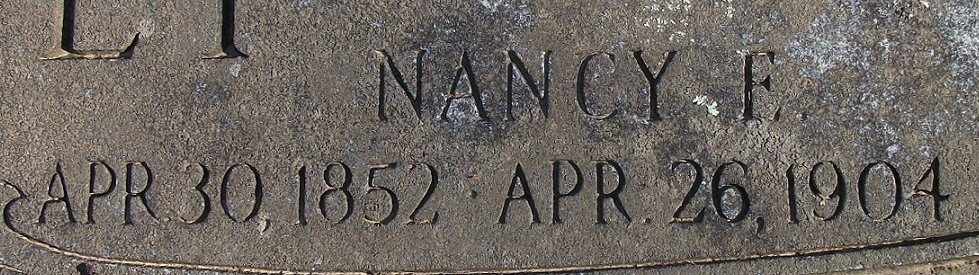 NANCY E.
APR. 30, 1852 · APR. 26, 1904